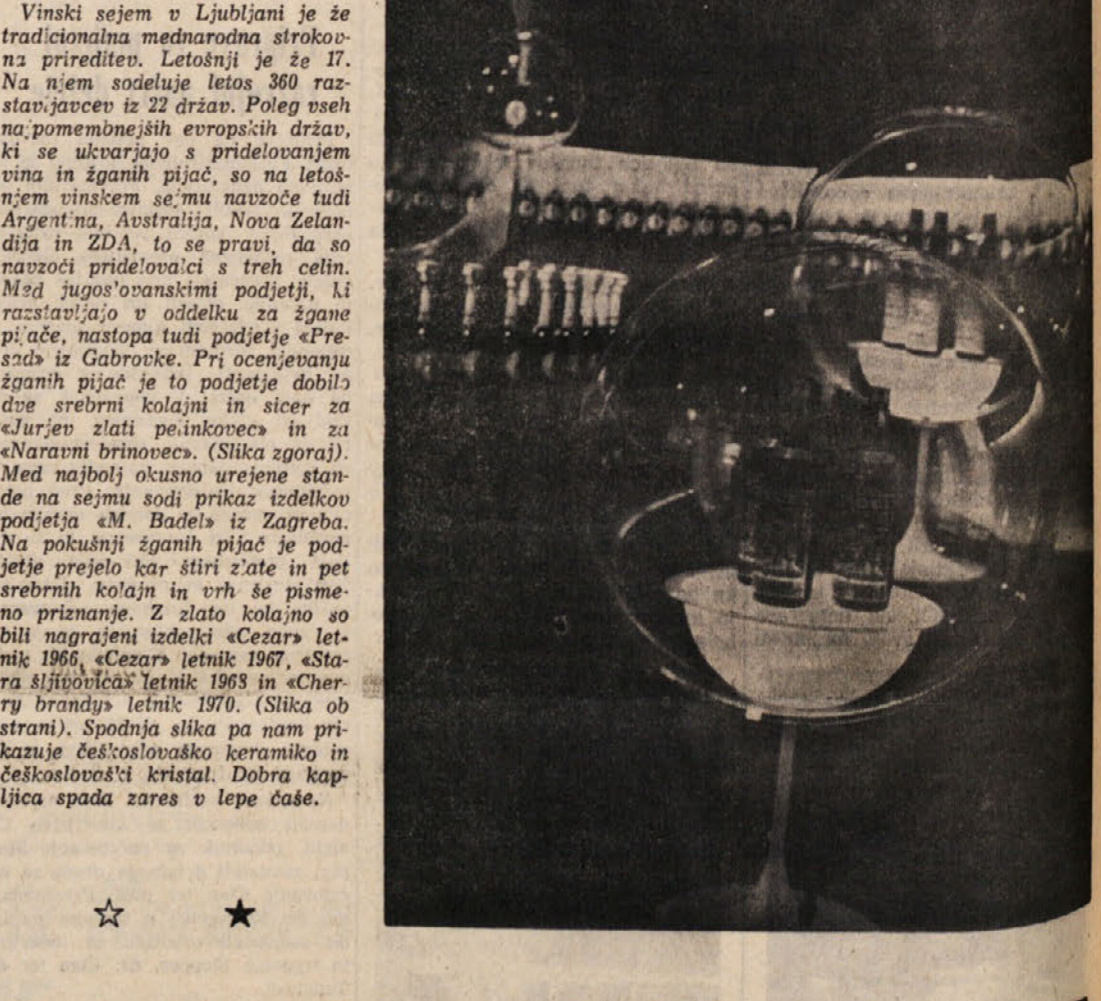 Vinski sejem v Ljubljani je že
tradicionalna mednarodna strokov-
na prireditev. Letošnji je že 17.
Na njem sodeluje letos 360 raz-
stavljavcev iz 22 držav. Poleg vseh
najpomembnejših evropskih držav,
ki se ukvarjajo s pridelovanjem
vina in žganih pijač, so na letoš-
njem vinskem sejmu navzoče tudi
Argentina, Avstralija, Nova Zelan-
dija in ZDA, to se pravi, da so
navzoči pridelovalci s treh celin.
Med jugoslovanskimi podjetji, ki
razstavljajo v oddelku za žgane
pijače, nastopa tudi podjetje «Pre-
sad» iz Gabrovke. Pri ocenjevanju
žganih pijač je to podjetje dobilo
dve srebrni kolajni in sicer za
«Jurjev zlati pelinkovec» in za
«Naravni brinovec». (Slika zgoraj).
Med najbolj okusno urejene stan-
de na sejmu sodi prikaz izdelkov
podjetja «M. Badel» iz Zagreba.
Na pokušnji žganih pijač je pod-
jetje prejelo kar štiri zlate in pet
srebrnih kolajn in vrh še pisme-
no priznanje. Z zlato kolajno so
bili nagrajeni izdelki «Cezar» let-
nik 1966, «Cezar» letnik 1967, «Sta-
ra šljivovica» letnik 1968 in «Cher-
ry brandy» letnik 1970. (Slika ob
strani). Spodnja slika pa nam pri-
kazuje češkoslovaško keramiko in
češkoslovaški kristal. Dobra kap-
ljica spada zares v lepe čaše.